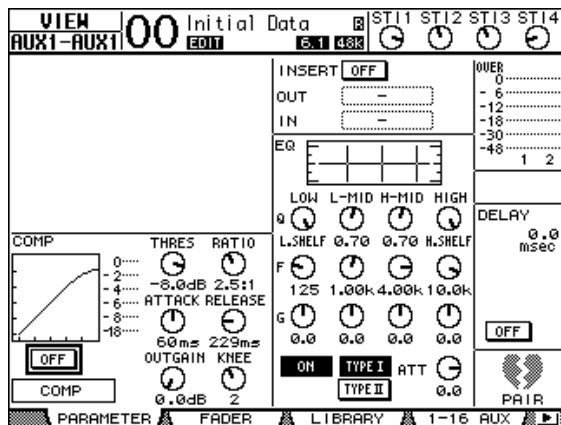 VIEW
AUX1-AUX1
00 Initial Data R
EDIT 6.1 48k
STI1 STI2 STI3 STI4
INSERT OFF
OUT -
IN -
OVER
0
-6
-12
-18
-30
-48
1 2
EQ
LOW L-MID H-MID HIGH
Q
L.SHELF 0.70 0.70 H.SHELF
F
125 1.00k 4.00k 10.0k
G
0.0 0.0 0.0 0.0
ON TYPE I ATT
TYPE II 0.0
DELAY
0.0
msec
OFF
PAIR
COMP
THRES RATIO
0
-2
-4
-6
-8
-18
-8.0dB 2.5:1
ATTACK RELEASE
60ms 229ms
OUTGAIN KNEE
0.0dB 2
OFF
COMP
PARAMETER FADER LIBRARY 1-16 AUX